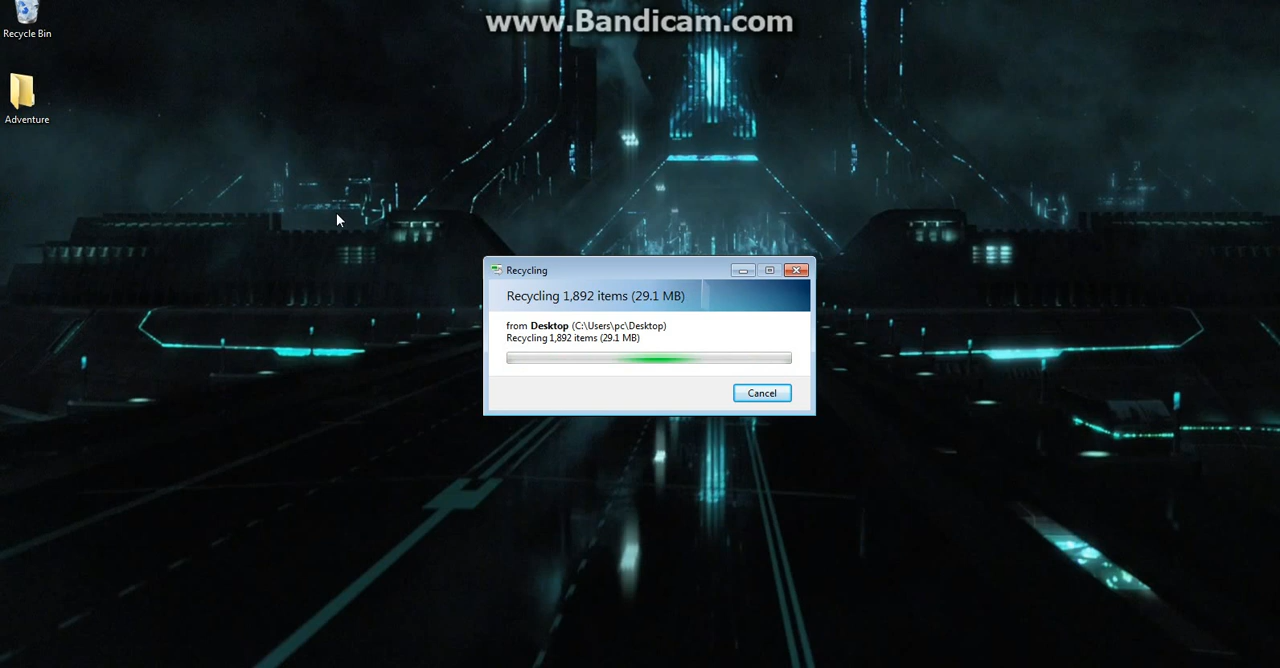 www.Bandicam.com
Recycle Bin
Adventure
Recycling
Recycling 1,892 items (29.1 MB)
from Desktop (C:\Users\pc\Desktop)
Recycling 1,892 items (29.1 MB)
Cancel